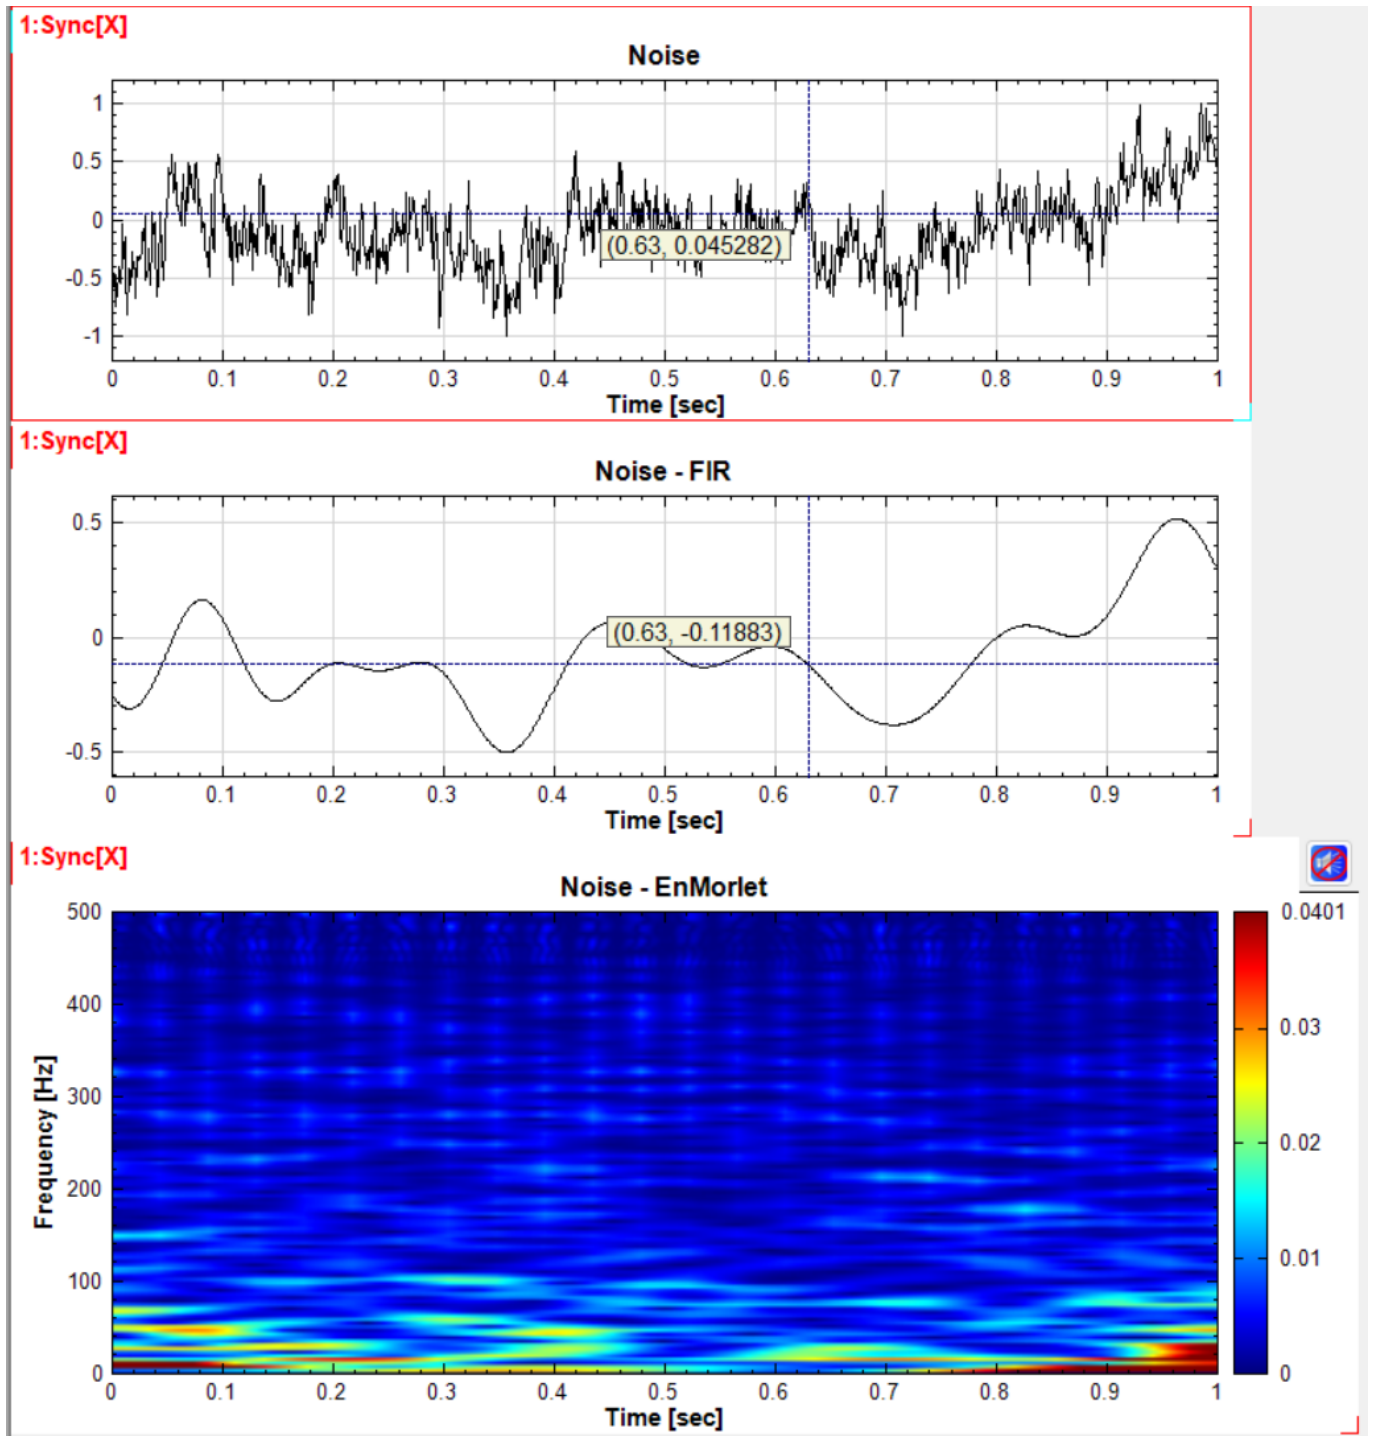 1:Sync[X]
Noise
1
0.5
0
-0.5
-1
(0.63, 0.045282)
0 0.1 0.2 0.3 0.4 0.5 0.6 0.7 0.8 0.9 1
Time [sec]
1:Sync[X]
Noise - FIR
0.5
0
-0.5
(0.63, -0.11883)
0 0.1 0.2 0.3 0.4 0.5 0.6 0.7 0.8 0.9 1
Time [sec]
1:Sync[X]
Noise - EnMorlet
500
400
300
200
100
0
Frequency [Hz]
0.0401
0.03
0.02
0.01
0
0 0.1 0.2 0.3 0.4 0.5 0.6 0.7 0.8 0.9 1
Time [sec]